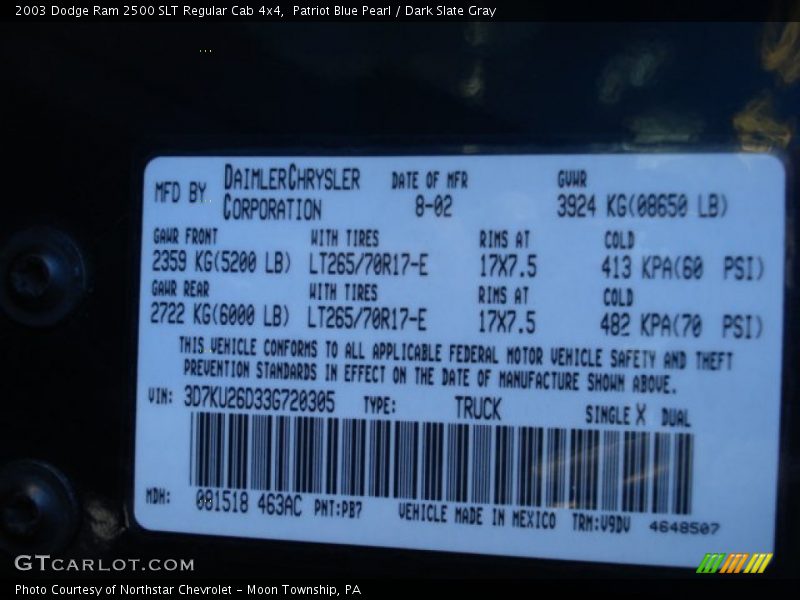 2003 Dodge Ram 2500 SLT Regular Cab 4x4, Patriot Blue Pearl / Dark Slate Gray
MFD BY DAIMLERCHRYSLER CORPORATION DATE OF MFR 8-02 GVWR 3924 KG(08650 LB)
GAWR FRONT WITH TIRES RIMS AT COLD
2359 KG(5200 LB) LT265/70R17-E 17X7.5 413 KPA(60 PSI)
GAWR REAR WITH TIRES RIMS AT COLD
2722 KG(6000 LB) LT265/70R17-E 17X7.5 482 KPA(70 PSI)
THIS VEHICLE CONFORMS TO ALL APPLICABLE FEDERAL MOTOR VEHICLE SAFETY AND THEFT
PREVENTION STANDARDS IN EFFECT ON THE DATE OF MANUFACTURE SHOWN ABOVE.
VIN: 3D7KU26D33G720305 TYPE: TRUCK SINGLE X DUAL
MDH: 081518 463AC PNT:PB7 VEHICLE MADE IN MEXICO TRM:V9DV 4648507
GTCARLOT.COM
Photo Courtesy of Northstar Chevrolet - Moon Township, PA